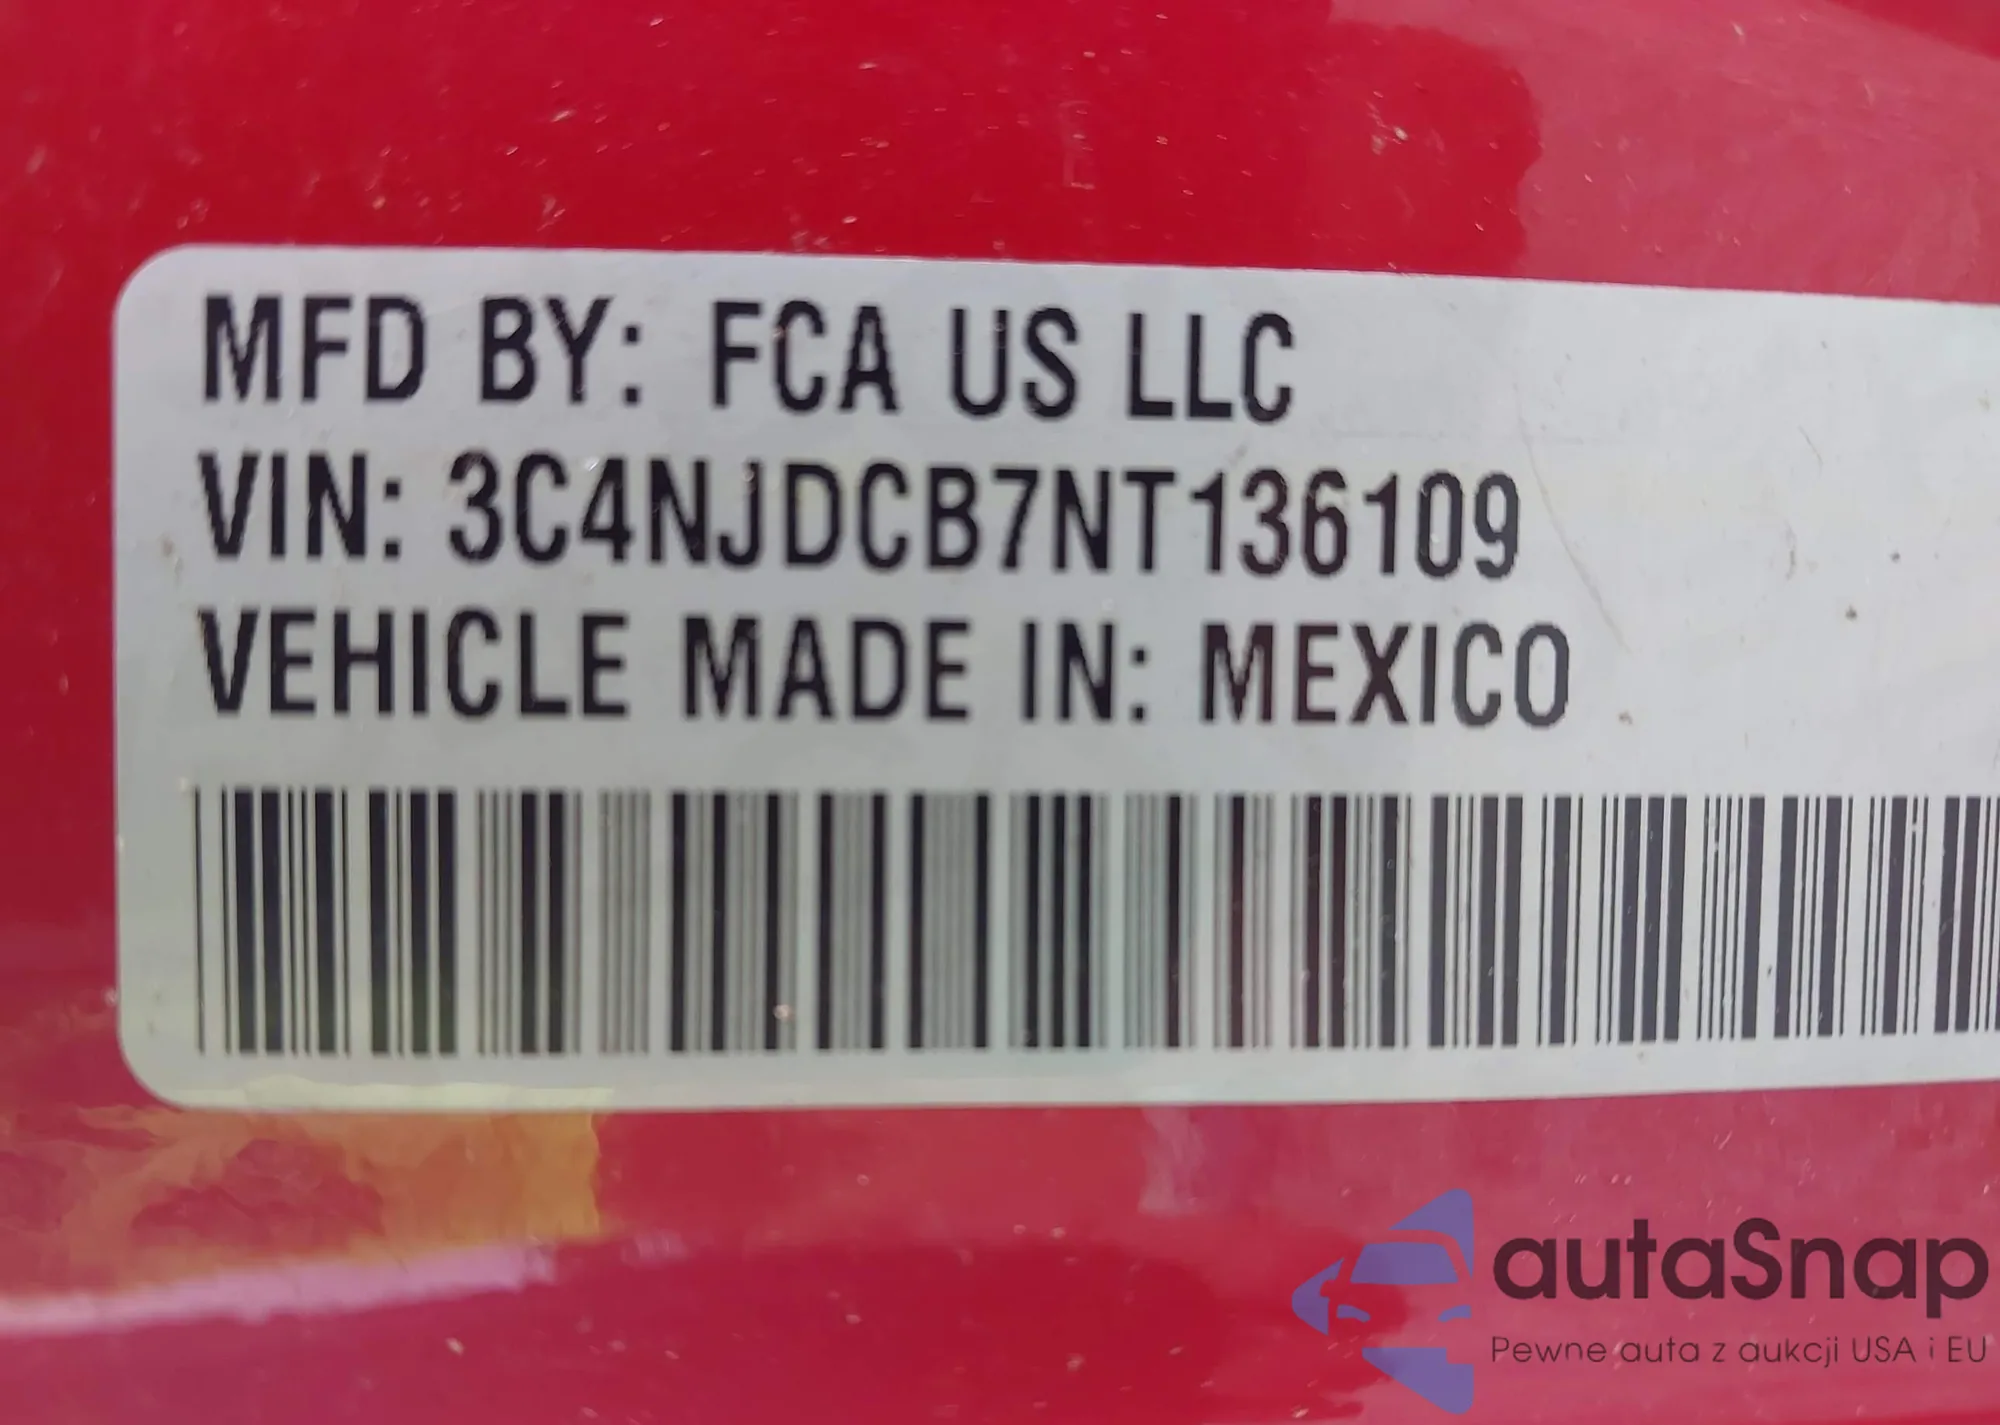 MFD BY: FCA US LLC
VIN: 3C4NJDCB7NT136109
VEHICLE MADE IN: MEXICO
autaSnap
Pewne auta z aukcji USA i EU